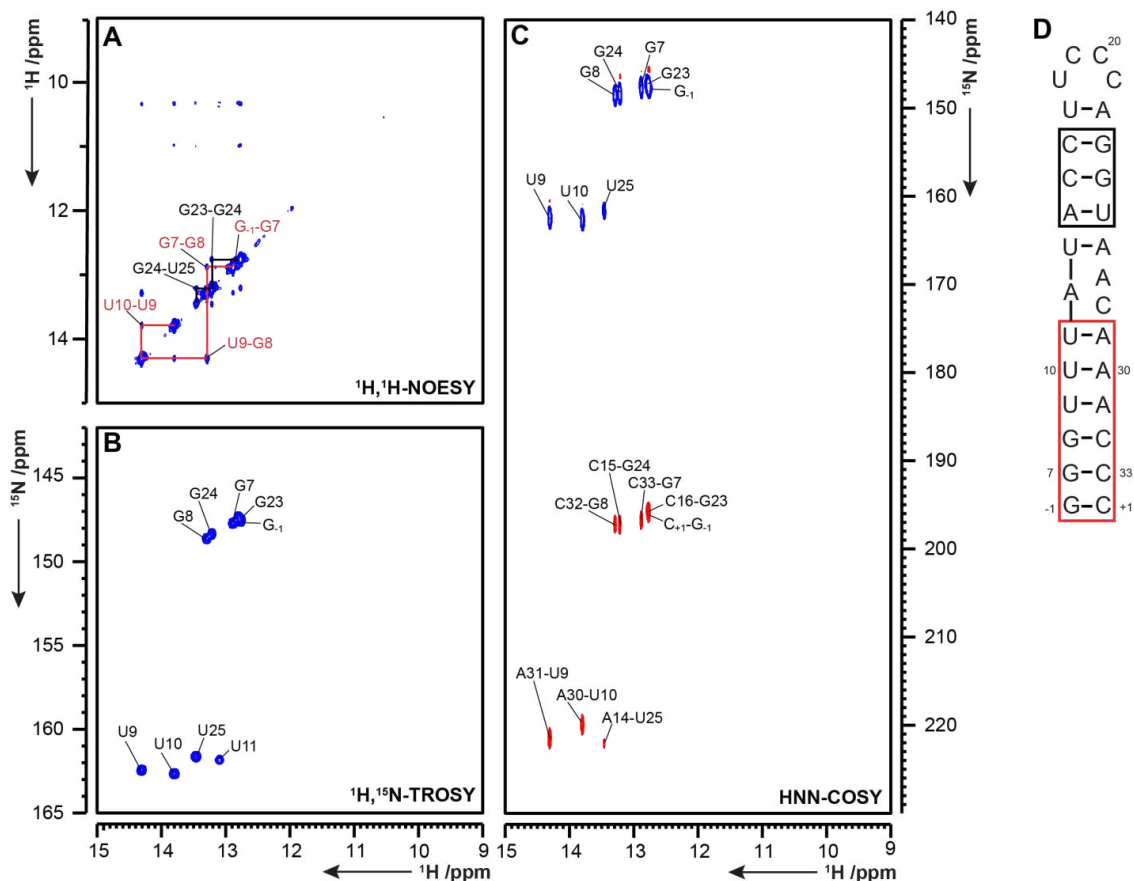 A
¹H /ppm
10
12
14
G23-G24
G₋₁-G7
G7-G8
G24-U25
U10-U9
U9-G8
¹H,¹H-NOESY
B
¹⁵N /ppm
145
150
155
160
165
G7
G24
G23
G8
G₋₁
U9
U10
U25
U11
¹H,¹⁵N-TROSY
15 14 13 12 11 10 9
¹H /ppm
C
G7
G24
G8
G23
G₋₁
U9
U10
U25
C15-G24
C33-G7
C32-G8
C16-G23
C₊₁-G₋₁
A31-U9
A30-U10
A14-U25
HNN-COSY
140
150
160
170
180
190
200
210
220
¹⁵N /ppm
15 14 13 12 11 10 9
¹H /ppm
D
C C 20
U C
U-A
C-G
C-G
A-U
U-A
A A
C
U-A
10 U-A 30
U-A
G-C
7 G-C 33
-1 G-C +1